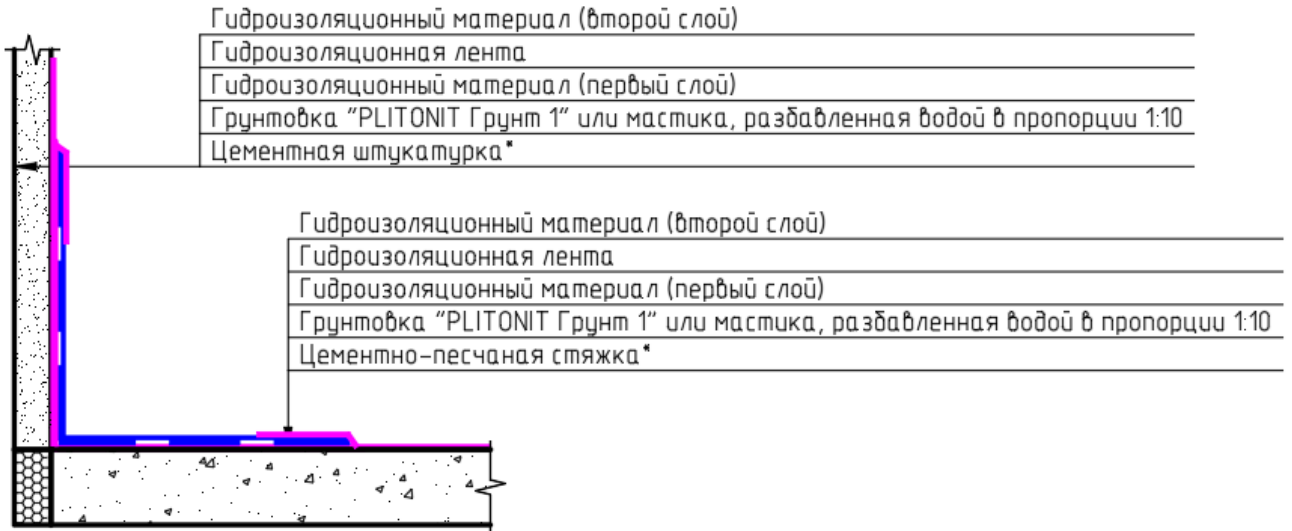 Гидроизоляционный материал (второй слой)
Гидроизоляционная лента
Гидроизоляционный материал (первый слой)
Грунтовка "PLITONIT Грунт 1" или мастика, разбавленная водой в пропорции 1:10
Цементная штукатурка*
Гидроизоляционный материал (второй слой)
Гидроизоляционная лента
Гидроизоляционный материал (первый слой)
Грунтовка "PLITONIT Грунт 1" или мастика, разбавленная водой в пропорции 1:10
Цементно-песчаная стяжка*